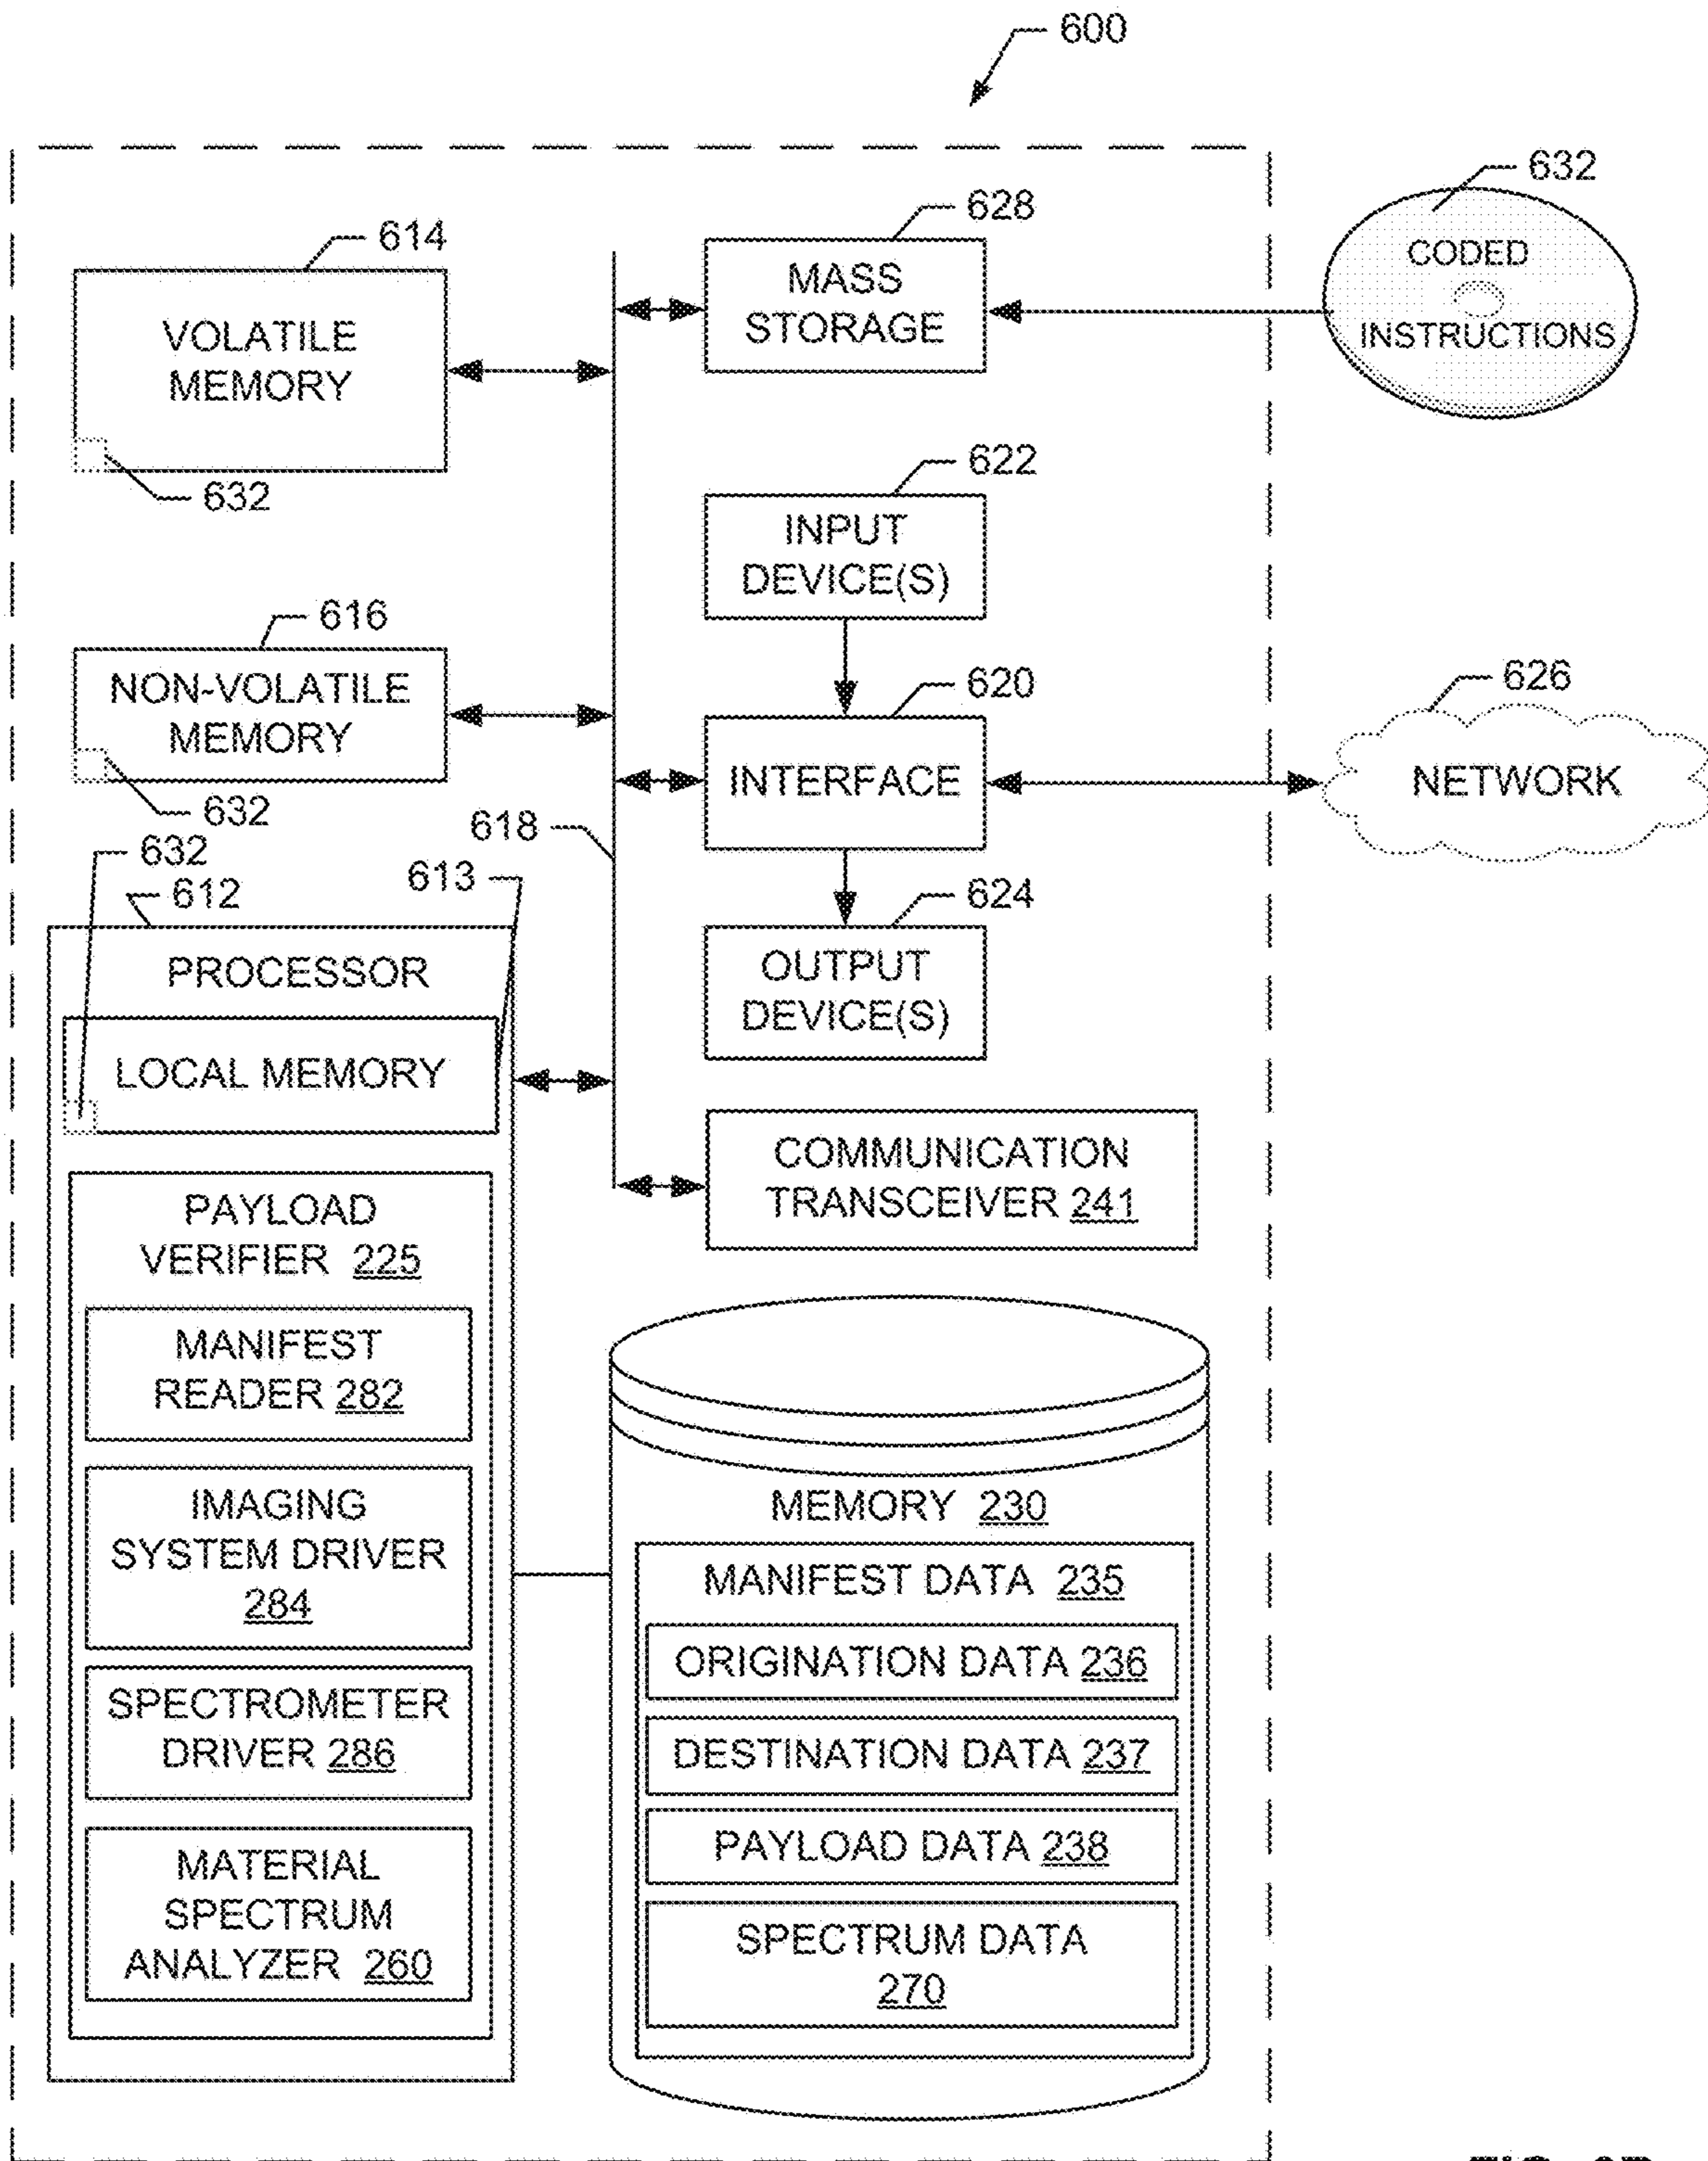 600
632
CODED
INSTRUCTIONS
614
VOLATILE
MEMORY
632
628
MASS
STORAGE
622
INPUT
DEVICE(S)
616
NON-VOLATILE
MEMORY
632
620
INTERFACE
626
NETWORK
618
632
612
613
PROCESSOR
LOCAL MEMORY
624
OUTPUT
DEVICE(S)
COMMUNICATION
TRANSCEIVER 241
PAYLOAD
VERIFIER 225
MANIFEST
READER 282
IMAGING
SYSTEM DRIVER
284
SPECTROMETER
DRIVER 286
MATERIAL
SPECTRUM
ANALYZER 260
MEMORY 230
MANIFEST DATA 235
ORIGINATION DATA 236
DESTINATION DATA 237
PAYLOAD DATA 238
SPECTRUM DATA
270